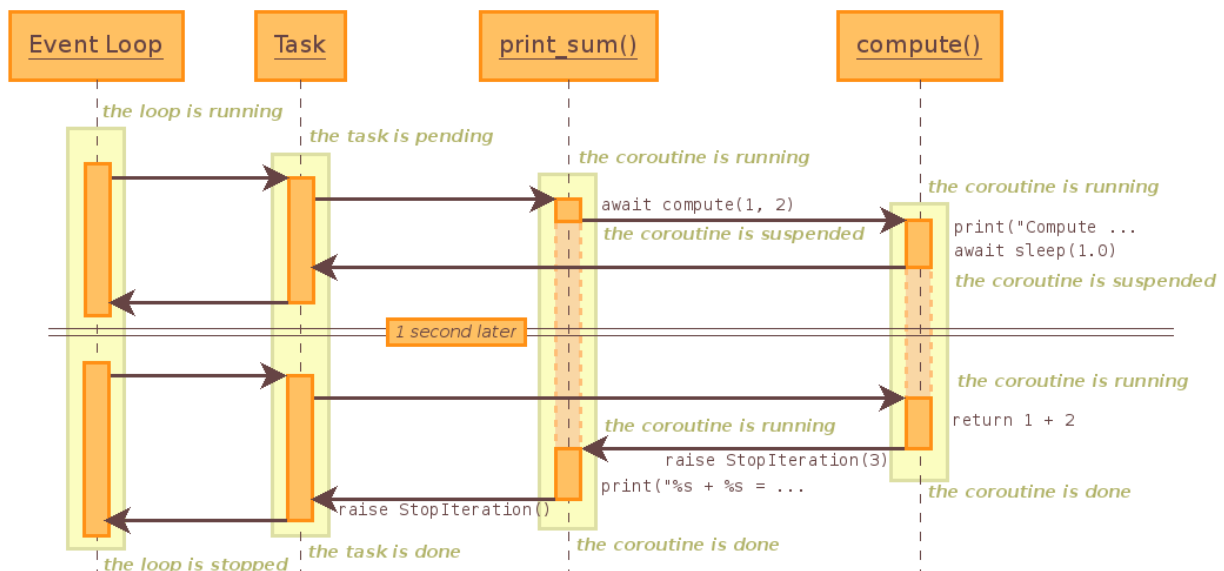 Event Loop
Task
print_sum()
compute()
the loop is running
the task is pending
the coroutine is running
the coroutine is running
await compute(1, 2)
print("Compute ...
the coroutine is suspended
await sleep(1.0)
the coroutine is suspended
1 second later
the coroutine is running
return 1 + 2
the coroutine is running
raise StopIteration(3)
print("%s + %s = ...
the coroutine is done
raise StopIteration()
the coroutine is done
the task is done
the loop is stopped